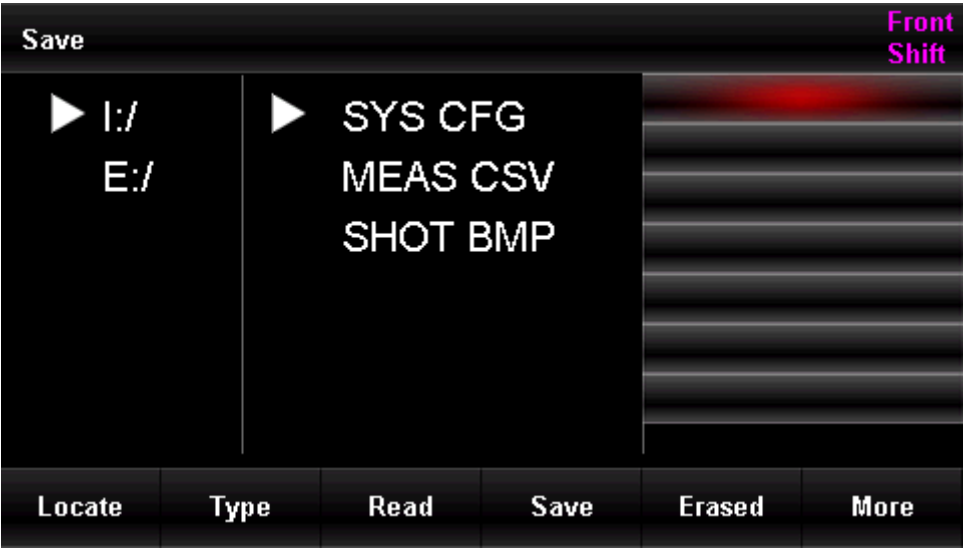 Save
Front
Shift
I:/
E:/
SYS CFG
MEAS CSV
SHOT BMP
Locate Type Read Save Erased More